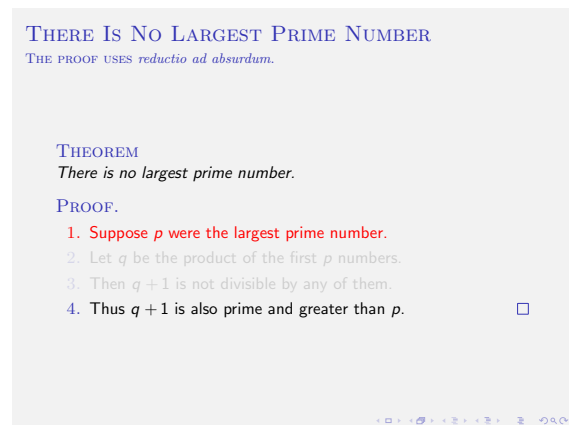 There Is No Largest Prime Number
The proof uses reductio ad absurdum.
Theorem
There is no largest prime number.
Proof.
1. Suppose p were the largest prime number.
2. Let q be the product of the first p numbers.
3. Then q + 1 is not divisible by any of them.
4. Thus q + 1 is also prime and greater than p. □